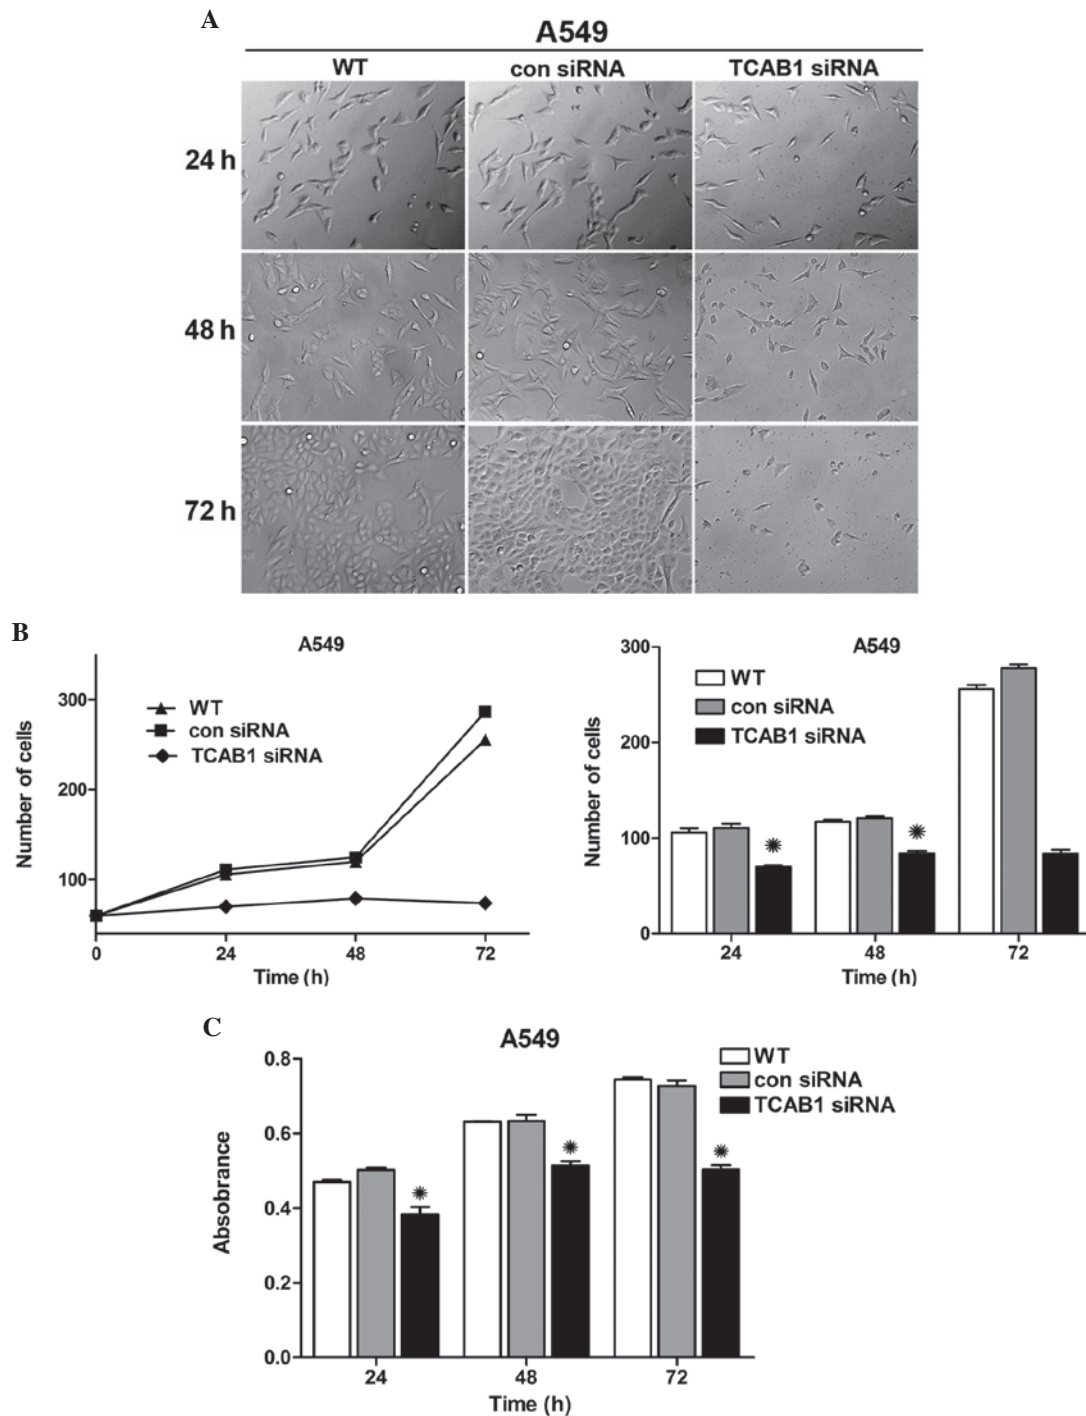 A
A549
WT con siRNA TCAB1 siRNA
24 h
48 h
72 h
B
A549
300
200
100
0 24 48 72
Number of cells
Time (h)
WT
con siRNA
TCAB1 siRNA
A549
300
200
100
0
24 48 72
Number of cells
Time (h)
WT
con siRNA
TCAB1 siRNA
*
*
C
A549
0.8
0.6
0.4
0.2
0.0
24 48 72
Absobrance
Time (h)
WT
con siRNA
TCAB1 siRNA
*
*
*